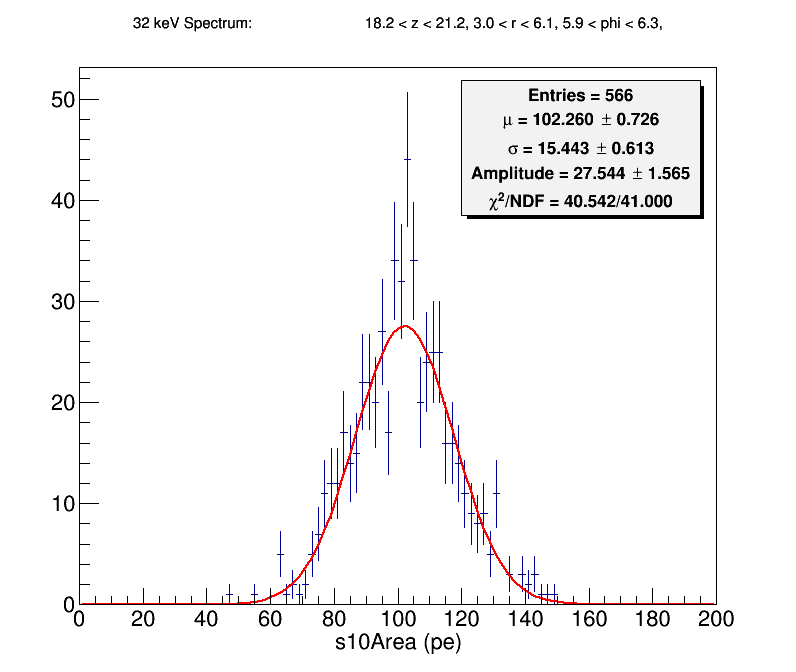 32 keV Spectrum: 18.2 < z < 21.2, 3.0 < r < 6.1, 5.9 < phi < 6.3,
Entries = 566
μ = 102.260 ± 0.726
σ = 15.443 ± 0.613
Amplitude = 27.544 ± 1.565
χ²/NDF = 40.542/41.000
50
40
30
20
10
0
0 20 40 60 80 100 120 140 160 180 200
s10Area (pe)